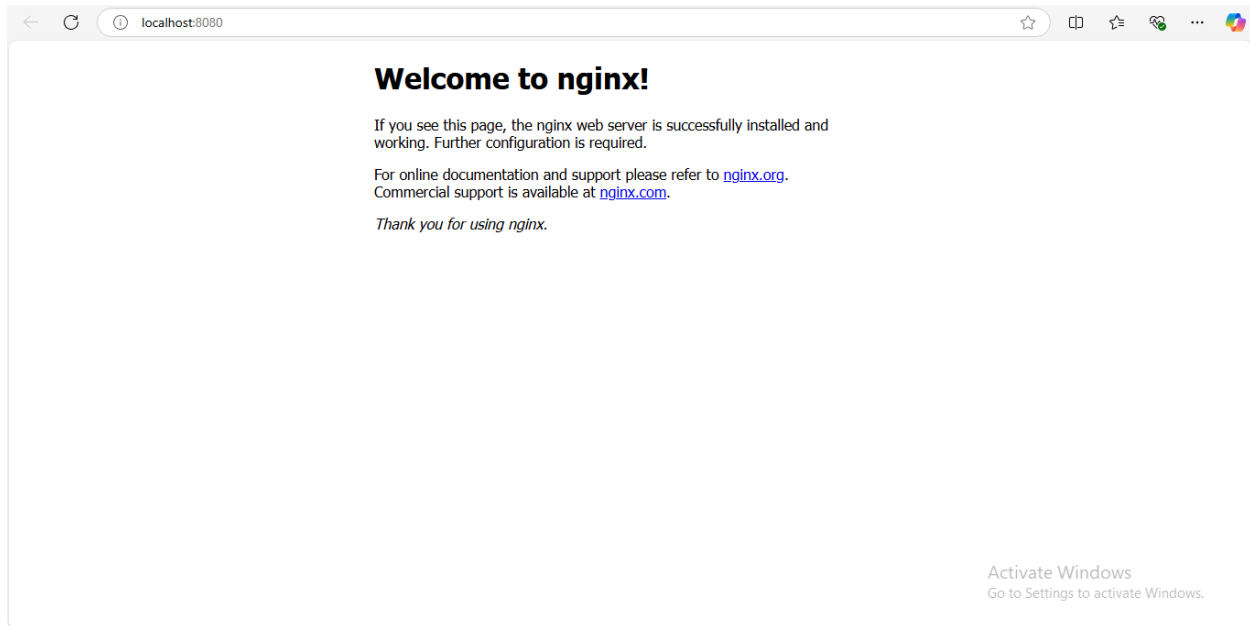 localhost:8080
Welcome to nginx!
If you see this page, the nginx web server is successfully installed and
working. Further configuration is required.
For online documentation and support please refer to nginx.org.
Commercial support is available at nginx.com.
Thank you for using nginx.
Activate Windows
Go to Settings to activate Windows.